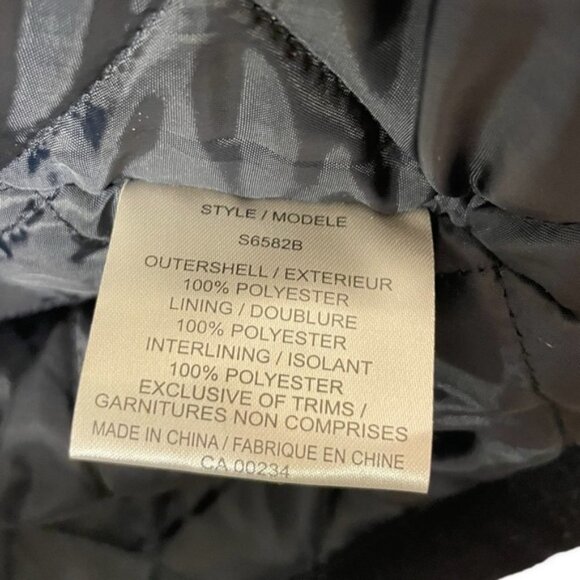 STYLE / MODELE
S6582B
OUTERSHELL / EXTERIEUR
100% POLYESTER
LINING / DOUBLURE
100% POLYESTER
INTERLINING / ISOLANT
100% POLYESTER
EXCLUSIVE OF TRIMS /
GARNITURES NON COMPRISES
MADE IN CHINA / FABRIQUE EN CHINE
CA 00234